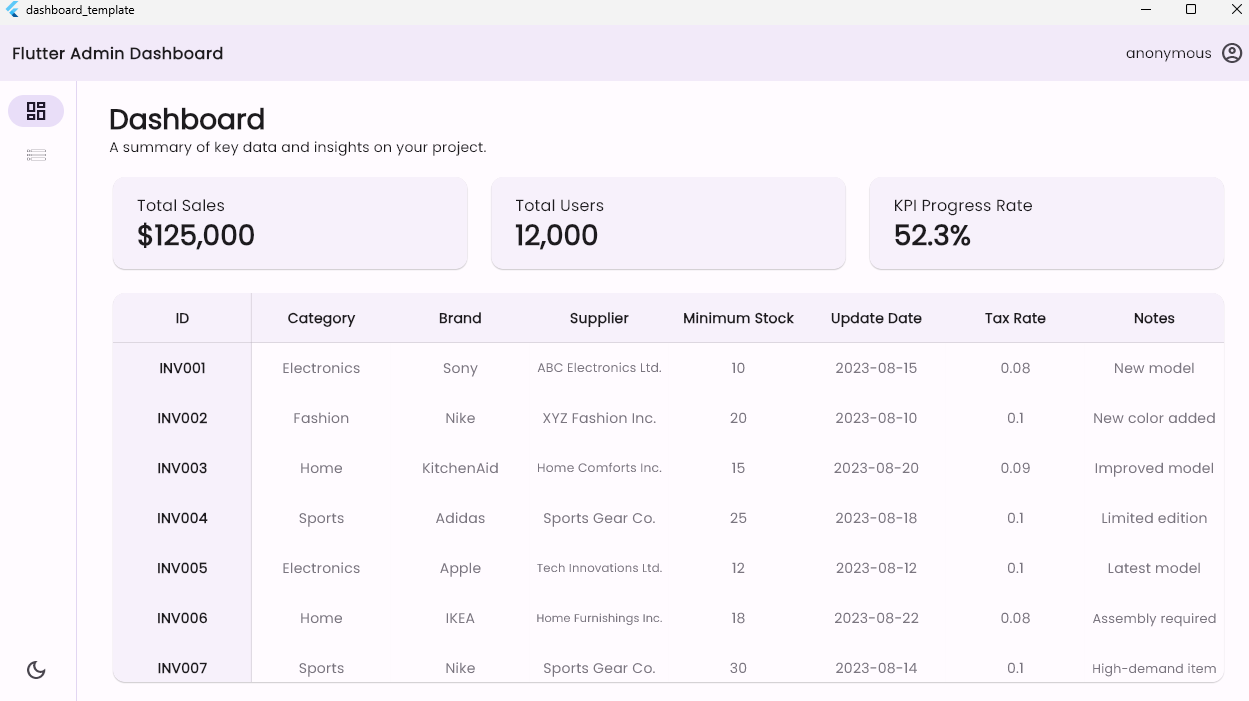 dashboard_template
Flutter Admin Dashboard anonymous
Dashboard
A summary of key data and insights on your project.
Total Sales
$125,000
Total Users
12,000
KPI Progress Rate
52.3%
ID Category Brand Supplier Minimum Stock Update Date Tax Rate Notes
INV001 Electronics Sony ABC Electronics Ltd. 10 2023-08-15 0.08 New model
INV002 Fashion Nike XYZ Fashion Inc. 20 2023-08-10 0.1 New color added
INV003 Home KitchenAid Home Comforts Inc. 15 2023-08-20 0.09 Improved model
INV004 Sports Adidas Sports Gear Co. 25 2023-08-18 0.1 Limited edition
INV005 Electronics Apple Tech Innovations Ltd. 12 2023-08-12 0.1 Latest model
INV006 Home IKEA Home Furnishings Inc. 18 2023-08-22 0.08 Assembly required
INV007 Sports Nike Sports Gear Co. 30 2023-08-14 0.1 High-demand item